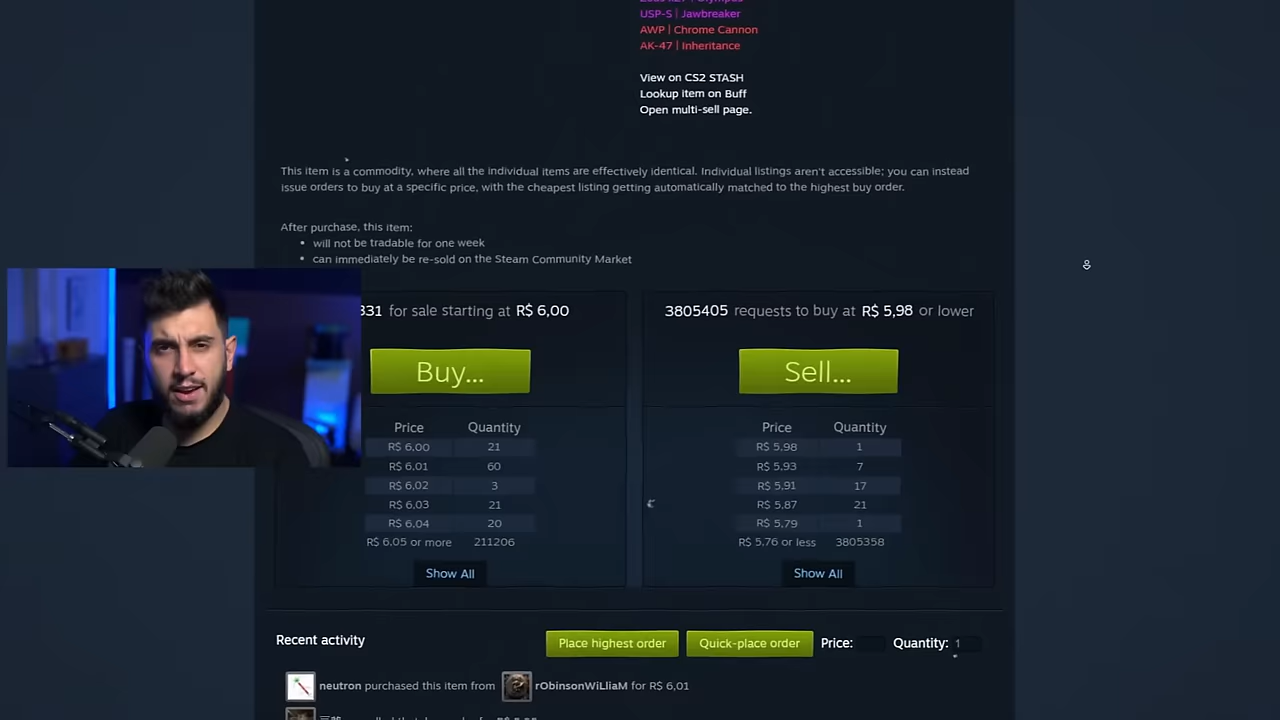 USP-S | Jawbreaker
AWP | Chrome Cannon
AK-47 | Inheritance
View on CS2 STASH
Lookup item on Buff
Open multi-sell page.
This item is a commodity, where all the individual items are effectively identical. Individual listings aren't accessible; you can instead
issue orders to buy at a specific price, with the cheapest listing getting automatically matched to the highest buy order.
After purchase, this item:
• will not be tradable for one week
• can immediately be re-sold on the Steam Community Market
331 for sale starting at R$ 6,00
3805405 requests to buy at R$ 5,98 or lower
Buy...
Sell...
Price Quantity
R$ 6,00 21
R$ 6,01 60
R$ 6,02 3
R$ 6,03 21
R$ 6,04 20
R$ 6,05 or more 211206
Show All
Price Quantity
R$ 5,98 1
R$ 5,93 7
R$ 5,91 17
R$ 5,87 21
R$ 5,79 1
R$ 5,76 or less 3805358
Show All
Recent activity
Place highest order
Quick-place order
Price:
Quantity: 1
neutron purchased this item from rObinsonWiLliaM for R$ 6,01